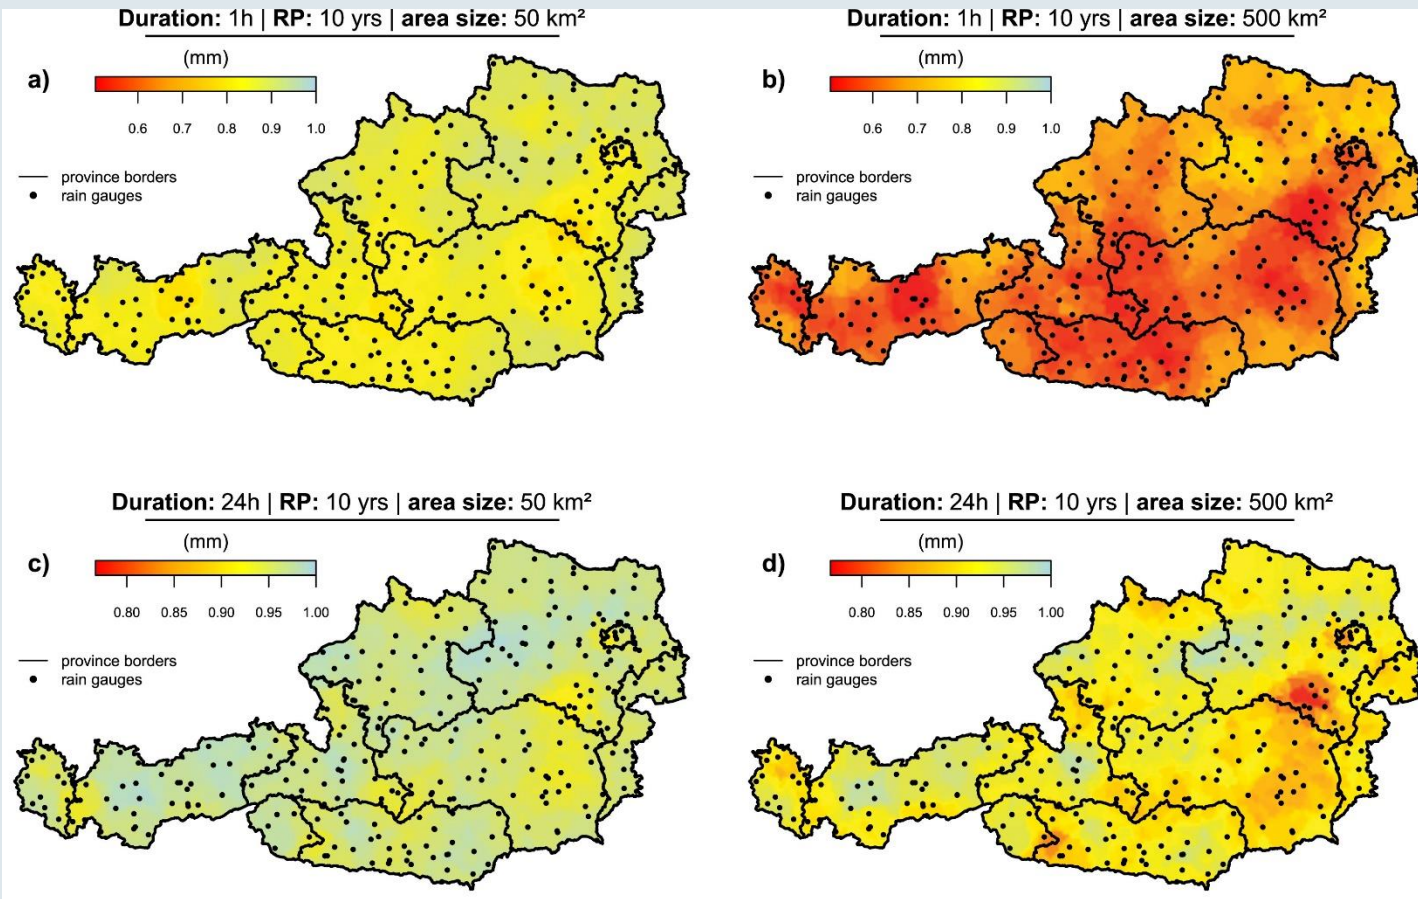 Duration: 1h | RP: 10 yrs | area size: 50 km²
(mm)
a)
0.6 0.7 0.8 0.9 1.0
province borders
rain gauges
Duration: 1h | RP: 10 yrs | area size: 500 km²
(mm)
b)
0.6 0.7 0.8 0.9 1.0
province borders
rain gauges
Duration: 24h | RP: 10 yrs | area size: 50 km²
(mm)
c)
0.80 0.85 0.90 0.95 1.00
province borders
rain gauges
Duration: 24h | RP: 10 yrs | area size: 500 km²
(mm)
d)
0.80 0.85 0.90 0.95 1.00
province borders
rain gauges